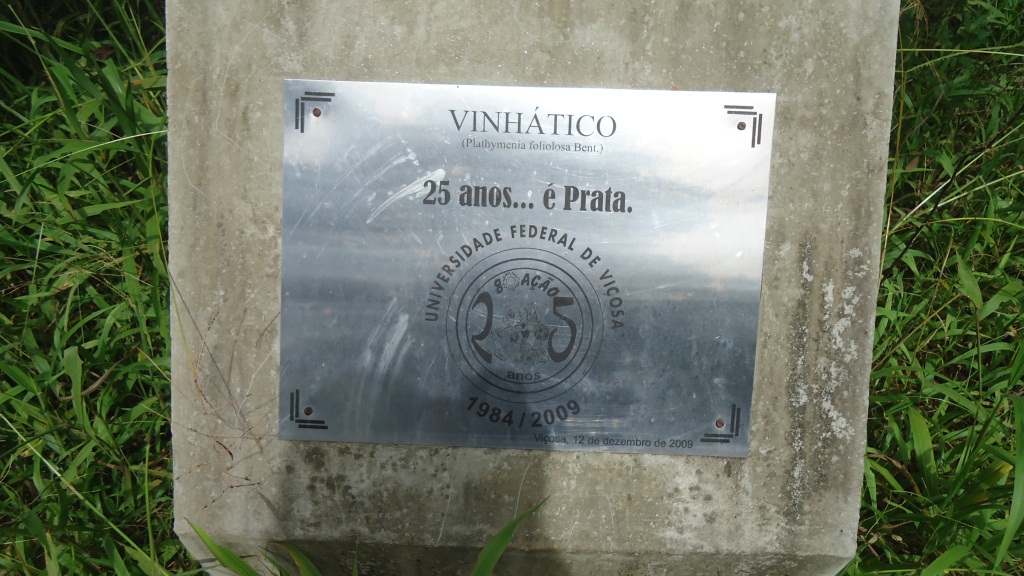 VINHÁTICO
(Plathymenia foliolosa Bent.)
25 anos... é Prata.
UNIVERSIDADE FEDERAL DE VIÇOSA
AÇÃO
25
anos
1984/2009
Viçosa, 12 de dezembro de 2009